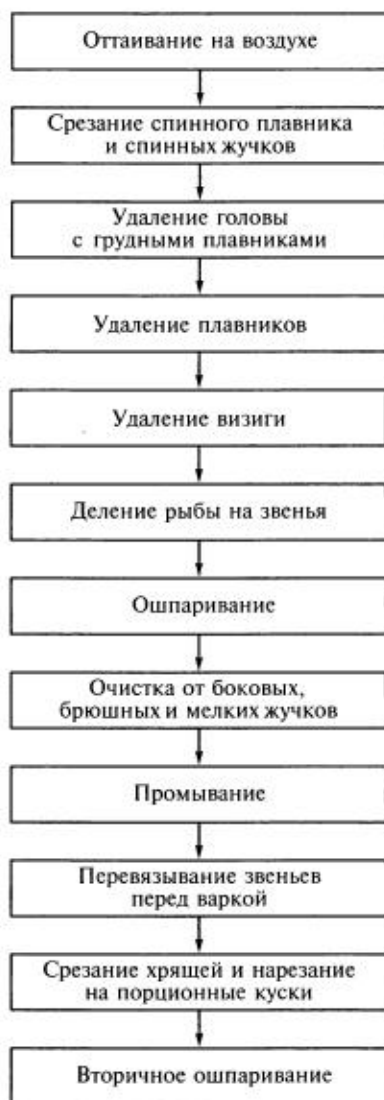 Оттаивание на воздухе
Срезание спинного плавника
и спинных жучков
Удаление головы
с грудными плавниками
Удаление плавников
Удаление визиги
Деление рыбы на звенья
Ошпаривание
Очистка от боковых,
брюшных и мелких жучков
Промывание
Перевязывание звеньев
перед варкой
Срезание хрящей и нарезание
на порционные куски
Вторичное ошпаривание